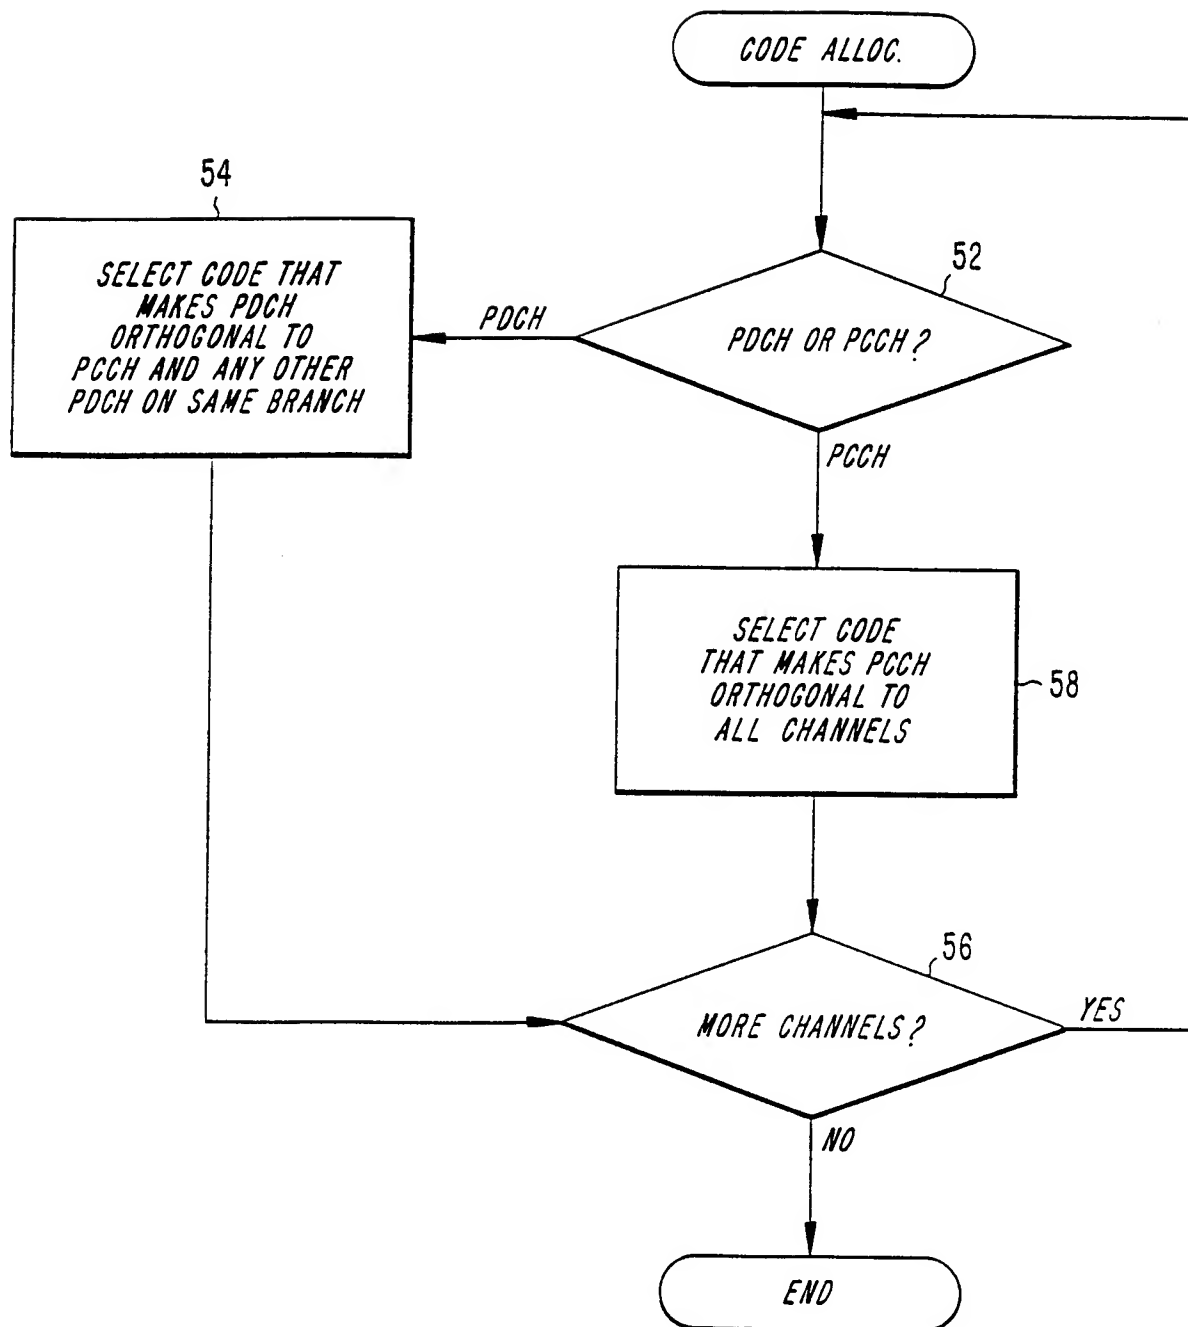 CODE ALLOC.
54
SELECT CODE THAT
MAKES PDCH
ORTHOGONAL TO
PCCH AND ANY OTHER
PDCH ON SAME BRANCH
PDCH
52
PDCH OR PCCH?
PCCH
SELECT CODE
THAT MAKES PCCH
ORTHOGONAL TO
ALL CHANNELS
58
56
MORE CHANNELS?
YES
NO
END